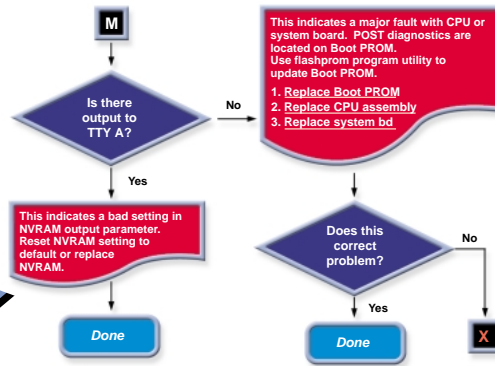 M
Is there
output to
TTY A?
No
Yes
This indicates a bad setting in
NVRAM output parameter.
Reset NVRAM setting to
default or replace
NVRAM.
Done
This indicates a major fault with CPU or
system board. POST diagnostics are
located on Boot PROM.
Use flashprom program utility to
update Boot PROM.
1. Replace Boot PROM
2. Replace CPU assembly
3. Replace system bd
Does this
correct
problem?
No
Yes
Done
X